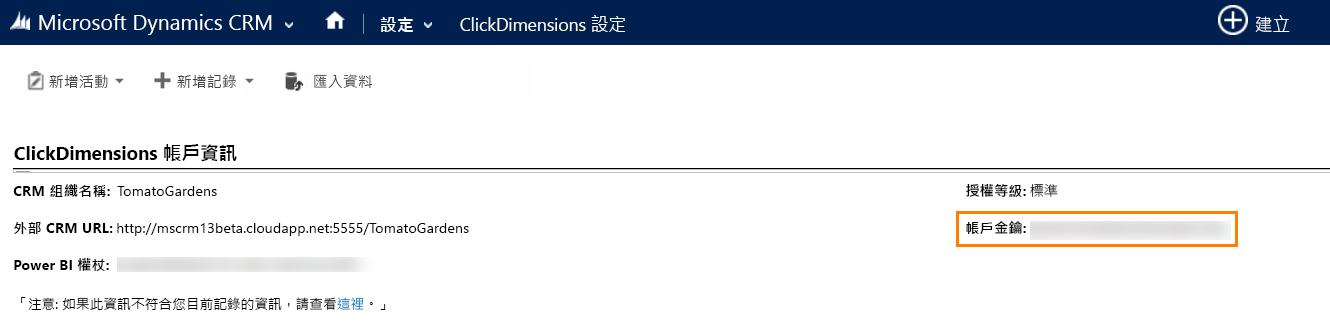 Microsoft Dynamics CRM 設定 ClickDimensions 設定 建立
新增活動 新增記錄 匯入資料
ClickDimensions 帳戶資訊
CRM 組織名稱: TomatoGardens 授權等級: 標準
外部 CRM URL: http://mscrm13beta.cloudapp.net:5555/TomatoGardens 帳戶金鑰:
Power BI 權杖:
「注意: 如果此資訊不符合您目前記錄的資訊，請查看這裡。」